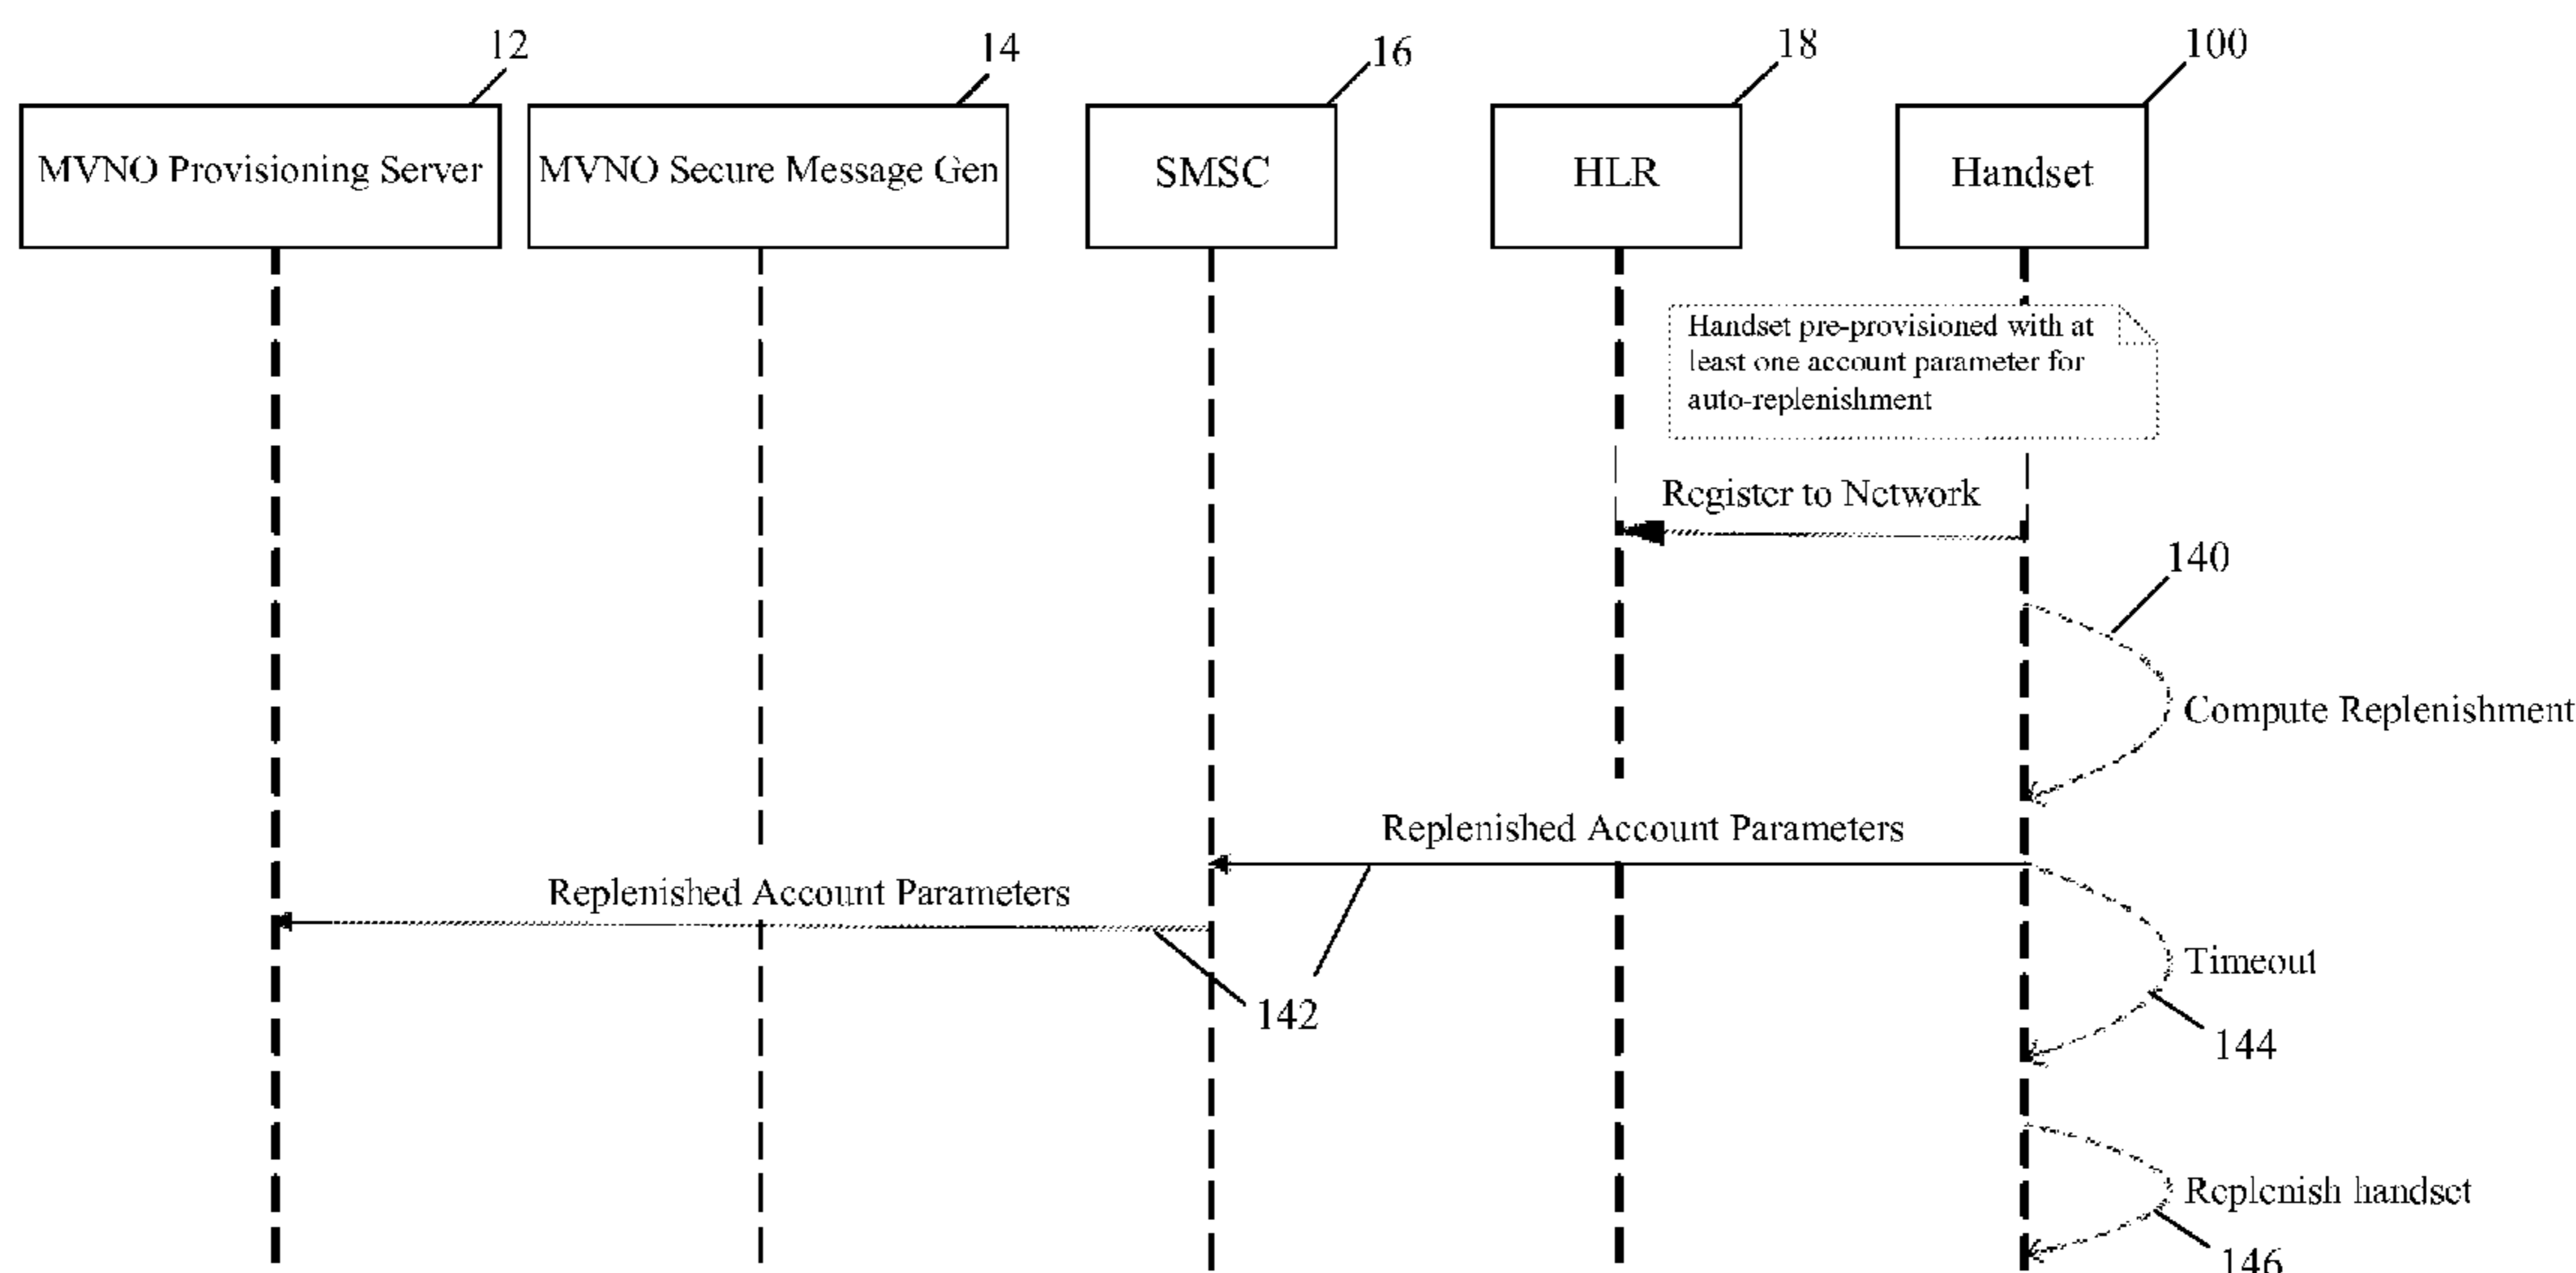 12
14
16
18
100
MVNO Provisioning Server
MVNO Secure Message Gen
SMSC
HLR
Handset
Handset pre-provisioned with at
least one account parameter for
auto-replenishment
Register to Network
140
Compute Replenishment
Replenished Account Parameters
Replenished Account Parameters
Timeout
142
144
Replenish handset
146